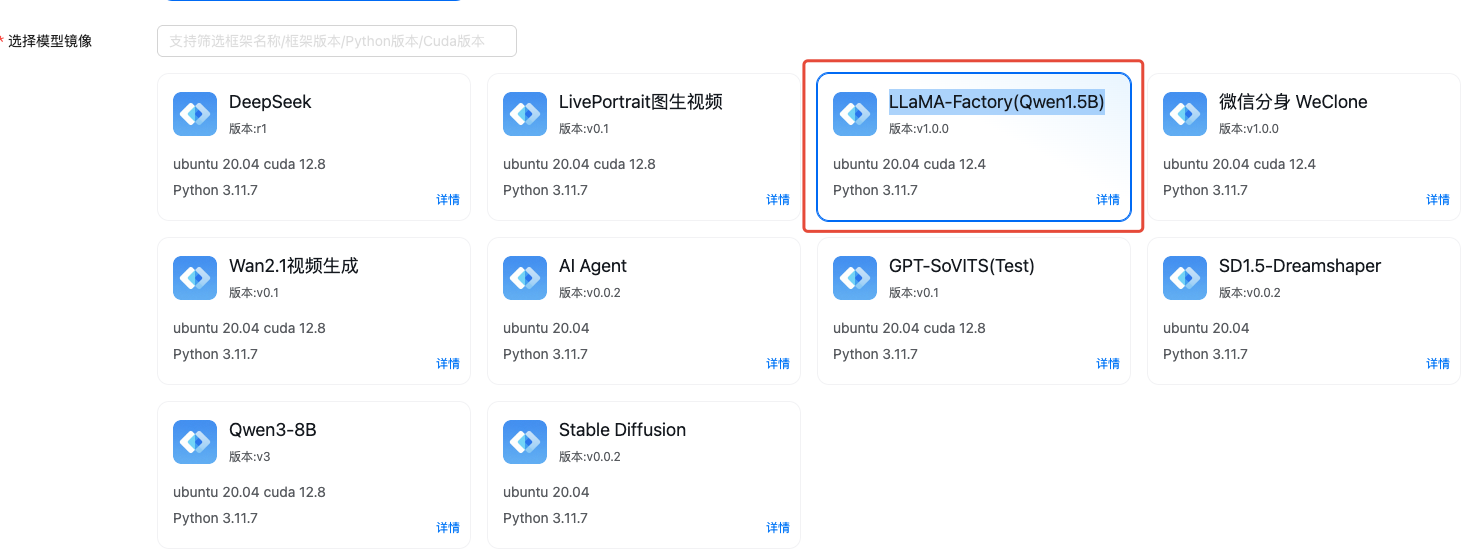 * 选择模型镜像
支持筛选框架名称/框架版本/Python版本/Cuda版本
DeepSeek
版本:r1
ubuntu 20.04 cuda 12.8
Python 3.11.7
详情
LivePortrait图生视频
版本:v0.1
ubuntu 20.04 cuda 12.8
Python 3.11.7
详情
LLaMA-Factory(Qwen1.5B)
版本:v1.0.0
ubuntu 20.04 cuda 12.4
Python 3.11.7
详情
微信分身 WeClone
版本:v1.0.0
ubuntu 20.04 cuda 12.4
Python 3.11.7
详情
Wan2.1视频生成
版本:v0.1
ubuntu 20.04 cuda 12.8
Python 3.11.7
详情
AI Agent
版本:v0.0.2
ubuntu 20.04
Python 3.11.7
详情
GPT-SoVITS(Test)
版本:v0.1
ubuntu 20.04 cuda 12.8
Python 3.11.7
详情
SD1.5-Dreamshaper
版本:v0.0.2
ubuntu 20.04
Python 3.11.7
详情
Qwen3-8B
版本:v3
ubuntu 20.04 cuda 12.8
Python 3.11.7
详情
Stable Diffusion
版本:v0.0.2
ubuntu 20.04
Python 3.11.7
详情